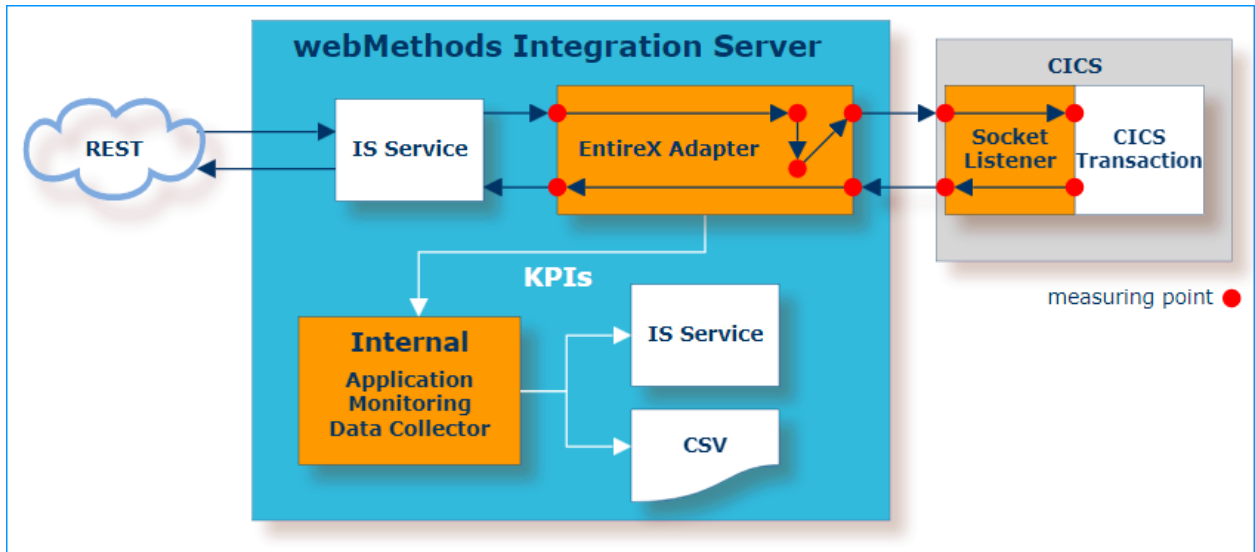 webMethods Integration Server
CICS
REST
IS Service
EntireX Adapter
Socket
Listener
CICS
Transaction
KPIs
measuring point
Internal
Application
Monitoring
Data Collector
IS Service
CSV